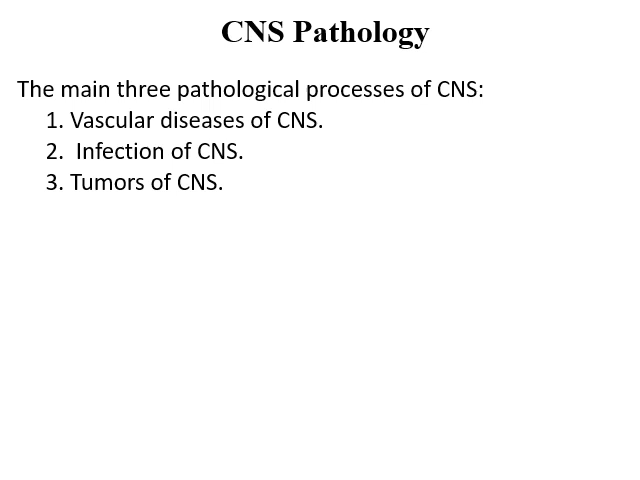 CNS Pathology
The main three pathological processes of CNS:
1. Vascular diseases of CNS.
2.  Infection of CNS.
3. Tumors of CNS.